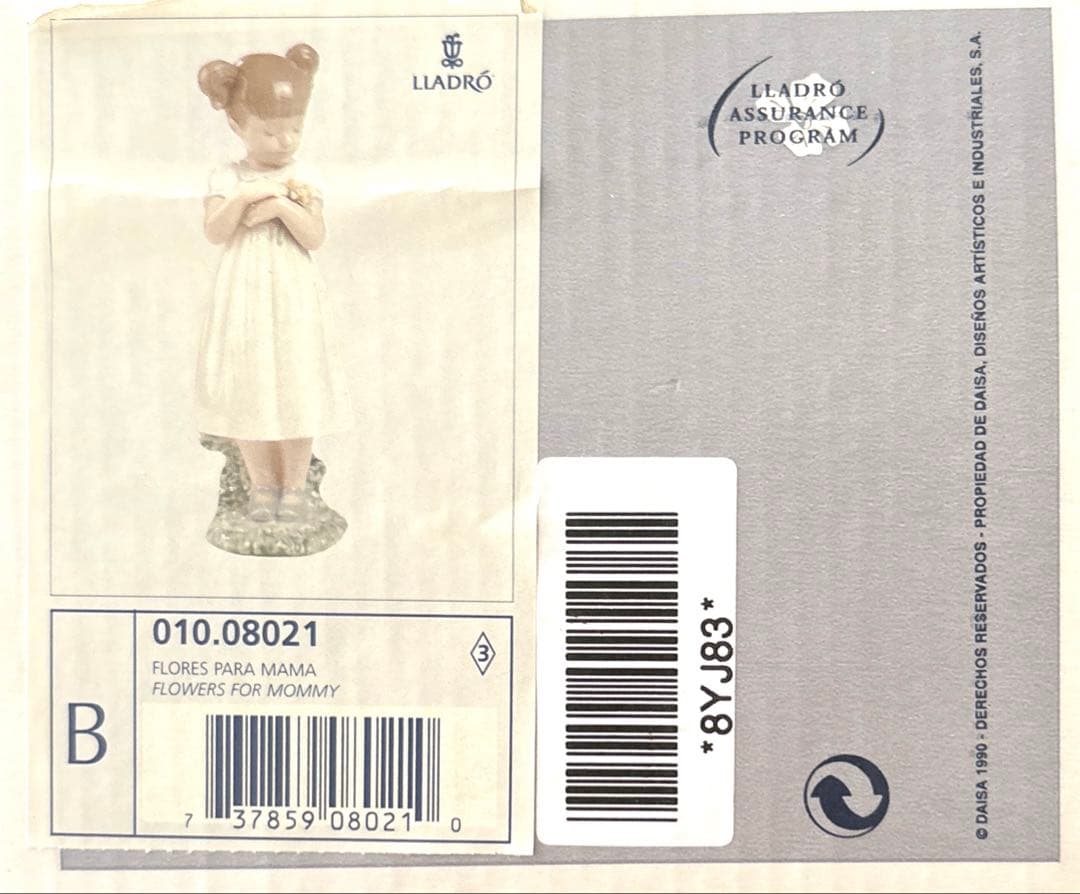 LLADRÓ
010.08021
FLORES PARA MAMA
FLOWERS FOR MOMMY
3
B
7 37859 08021 0
LLADRÓ
ASSURANCE
PROGRAM
*8YJ83*
© DAISA 1990 - DERECHOS RESERVADOS - PROPIEDAD DE DAISA, DISEÑOS ARTÍSTICOS E INDUSTRIALES, S.A.